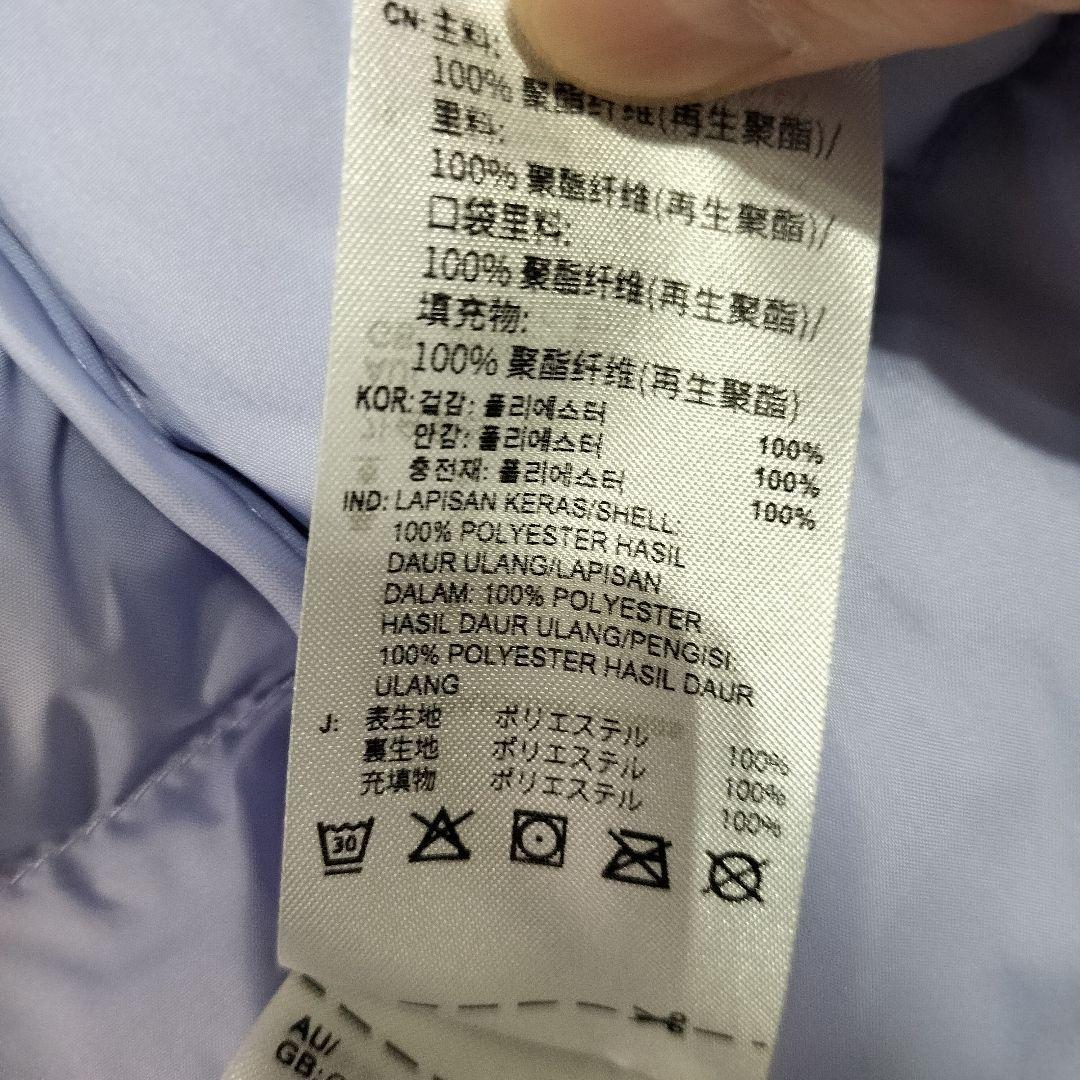 CN: 主料:
100% 聚酯纤维(再生聚酯)/
里料:
100% 聚酯纤维(再生聚酯)/
口袋里料:
100% 聚酯纤维(再生聚酯)/
填充物:
100% 聚酯纤维(再生聚酯)
KOR: 겉감: 폴리에스터 100%
안감: 폴리에스터 100%
충전재: 폴리에스터 100%
IND: LAPISAN KERAS/SHELL:
100% POLYESTER HASIL
DAUR ULANG/LAPISAN
DALAM: 100% POLYESTER
HASIL DAUR ULANG/PENGISI:
100% POLYESTER HASIL DAUR
ULANG
J: 表生地 ポリエステル 100%
裏生地 ポリエステル 100%
充填物 ポリエステル 100%
30
AU/
GB: